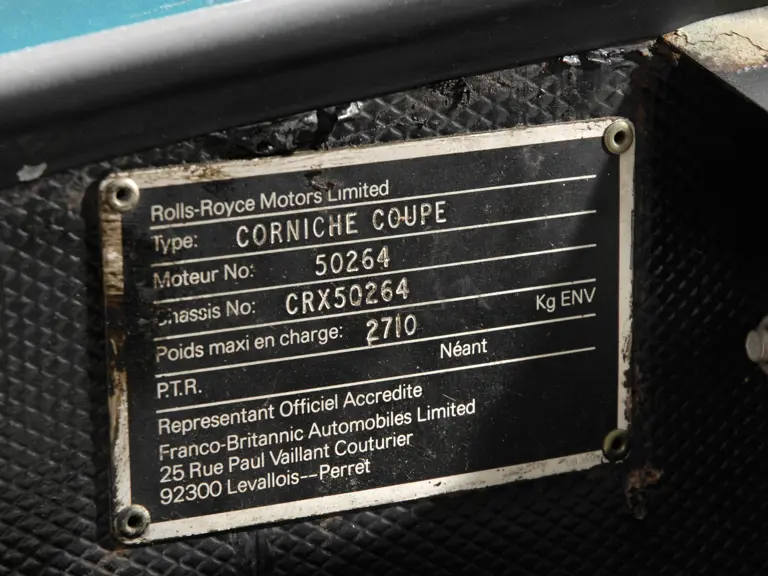 Rolls-Royce Motors Limited
Type: CORNICHE COUPE
Moteur No: 50264
Chassis No: CRX50264
Poids maxi en charge: 2710 Kg ENV
P.T.R. Néant
Representant Officiel Accredite
Franco-Britannic Automobiles Limited
25 Rue Paul Vaillant Couturier
92300 Levallois--Perret